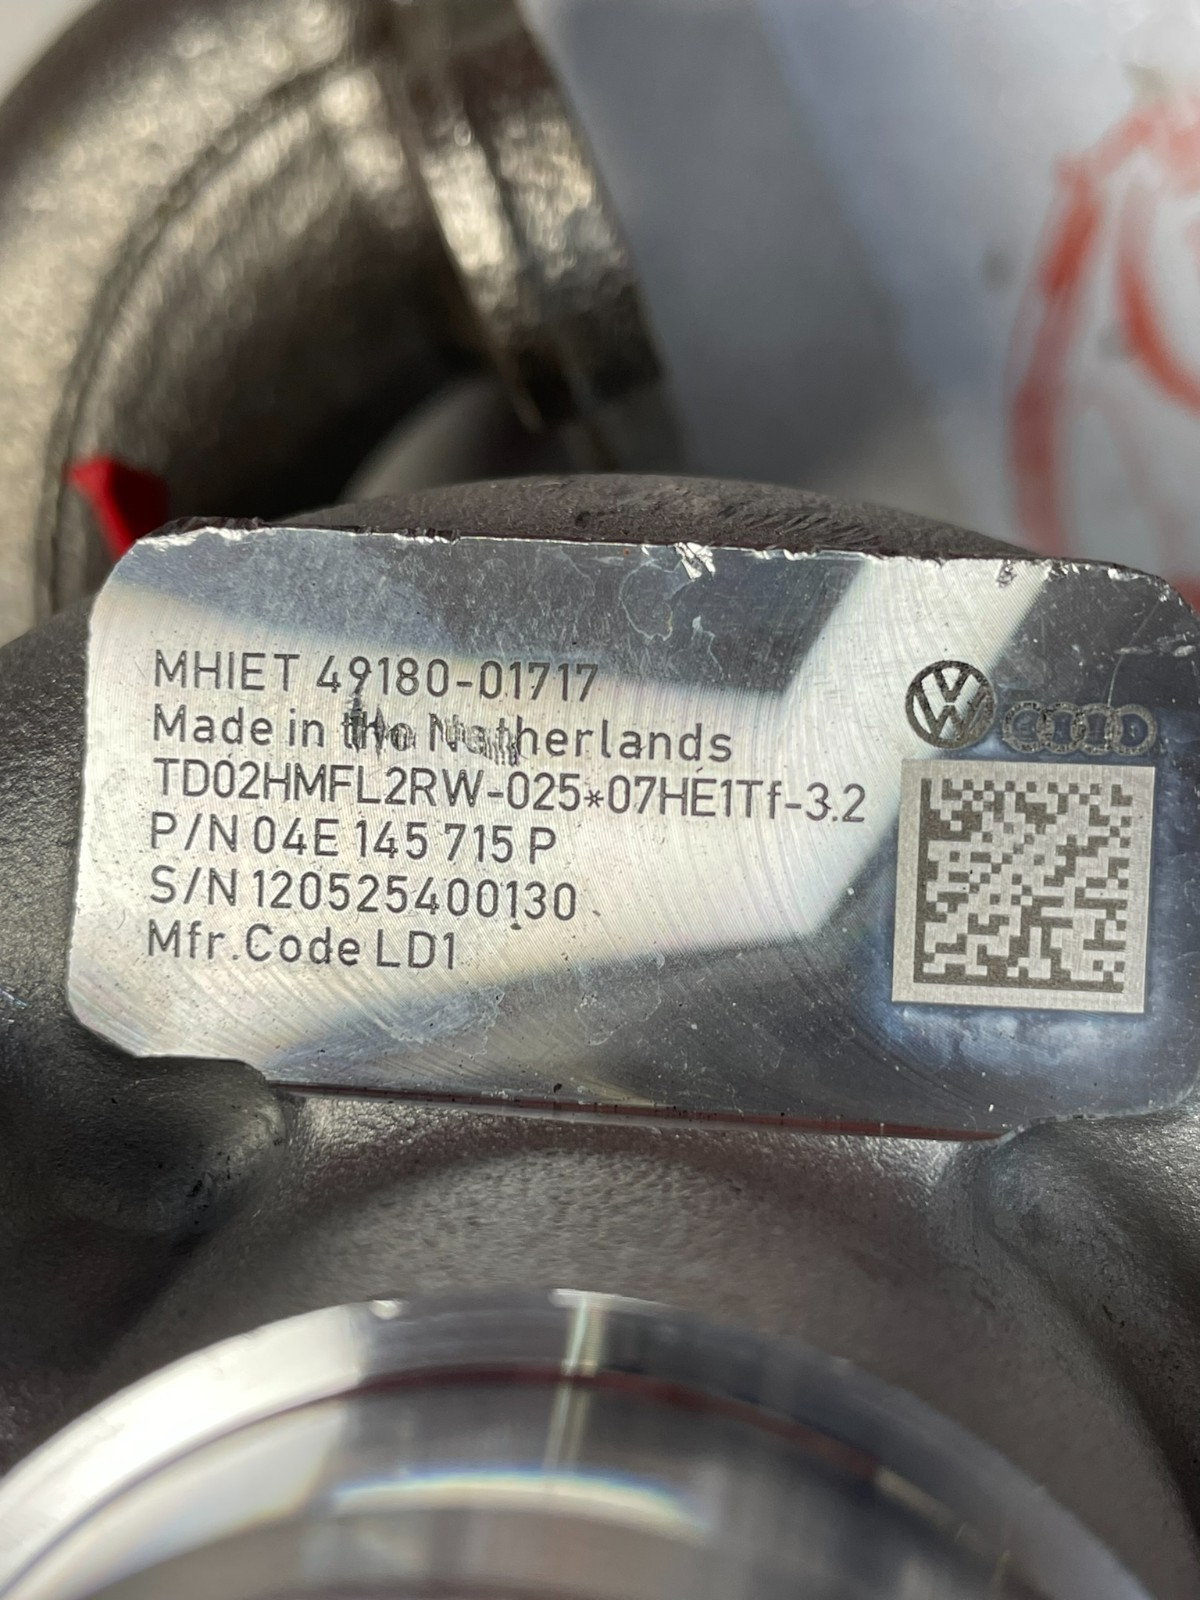 MHIET 49180-01717
Made in the Netherlands
TD02HMFL2RW-025*07HE1Tf-3.2
P/N 04E 145 715 P
S/N 120525400130
Mfr.Code LD1